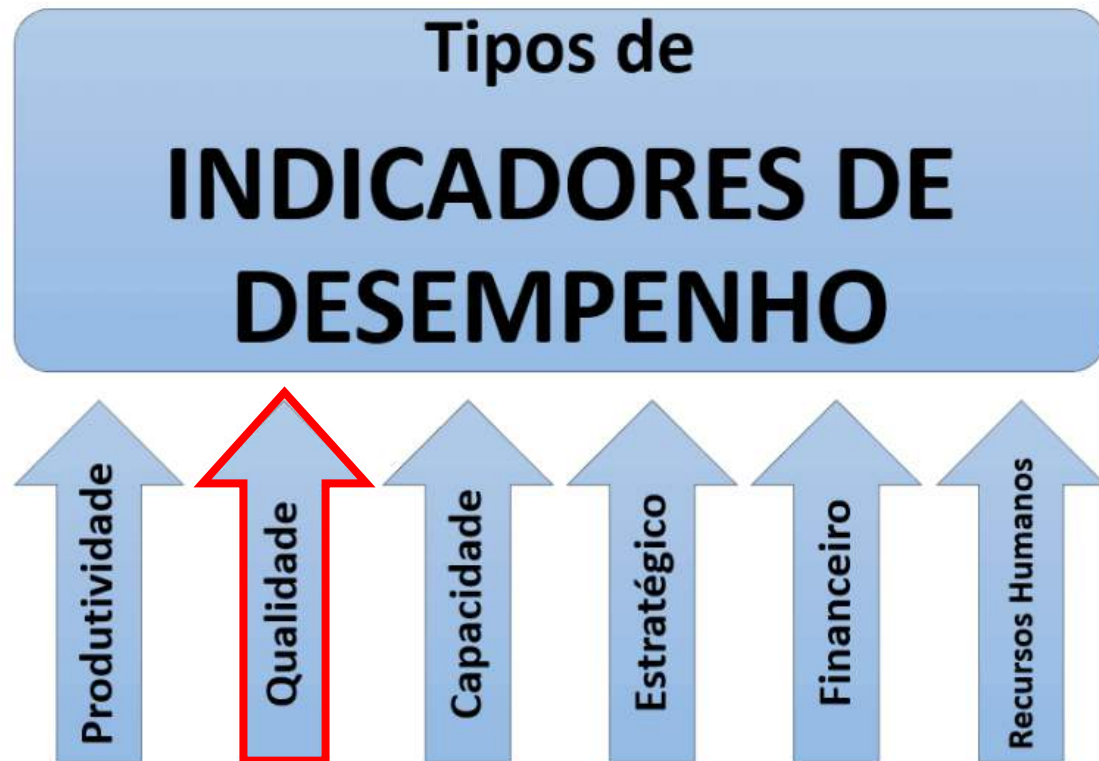 Tipos de
INDICADORES DE
DESEMPENHO
Produtividade
Qualidade
Capacidade
Estratégico
Financeiro
Recursos Humanos